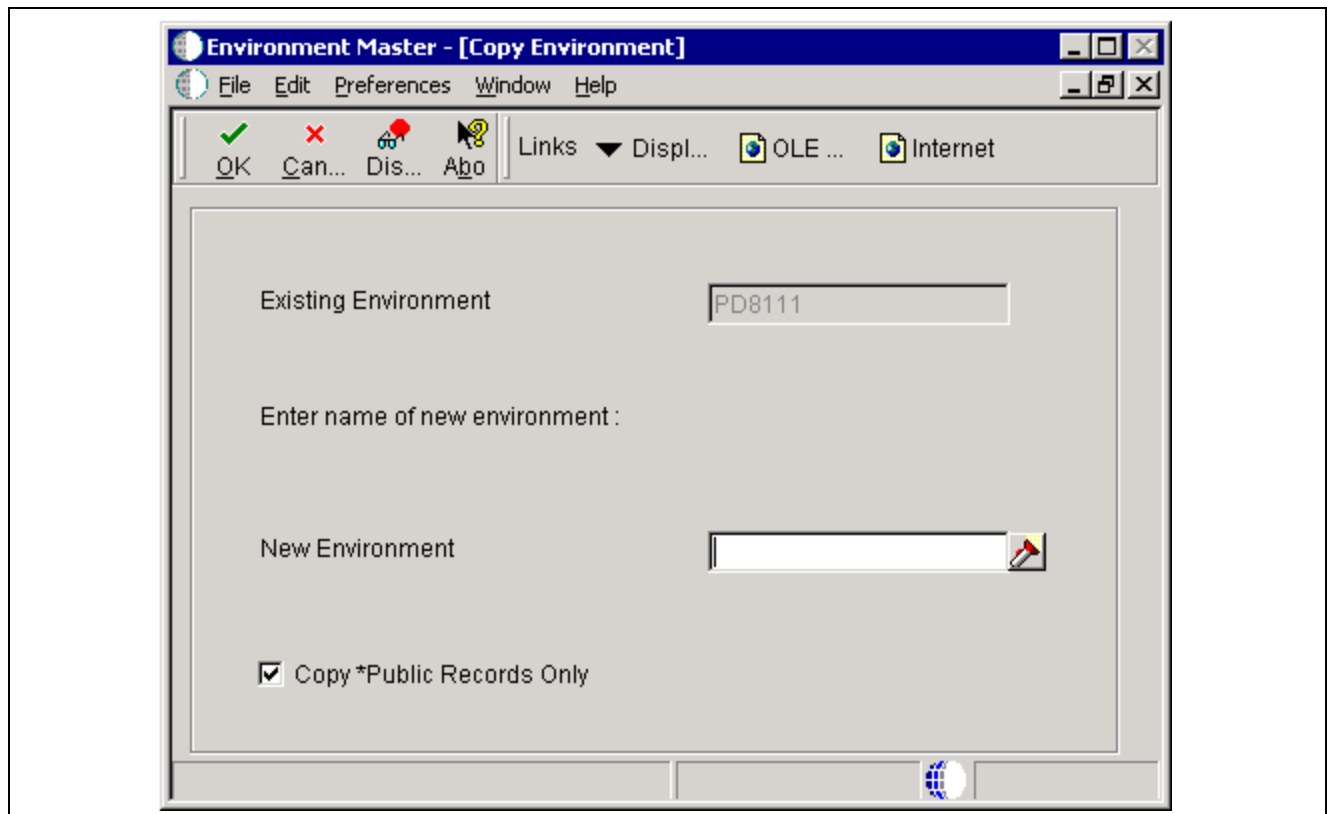 Environment Master - [Copy Environment]
File Edit Preferences Window Help
OK Can... Dis... Abo Links Displ... OLE ... Internet
Existing Environment PD8111
Enter name of new environment :
New Environment
Copy *Public Records Only